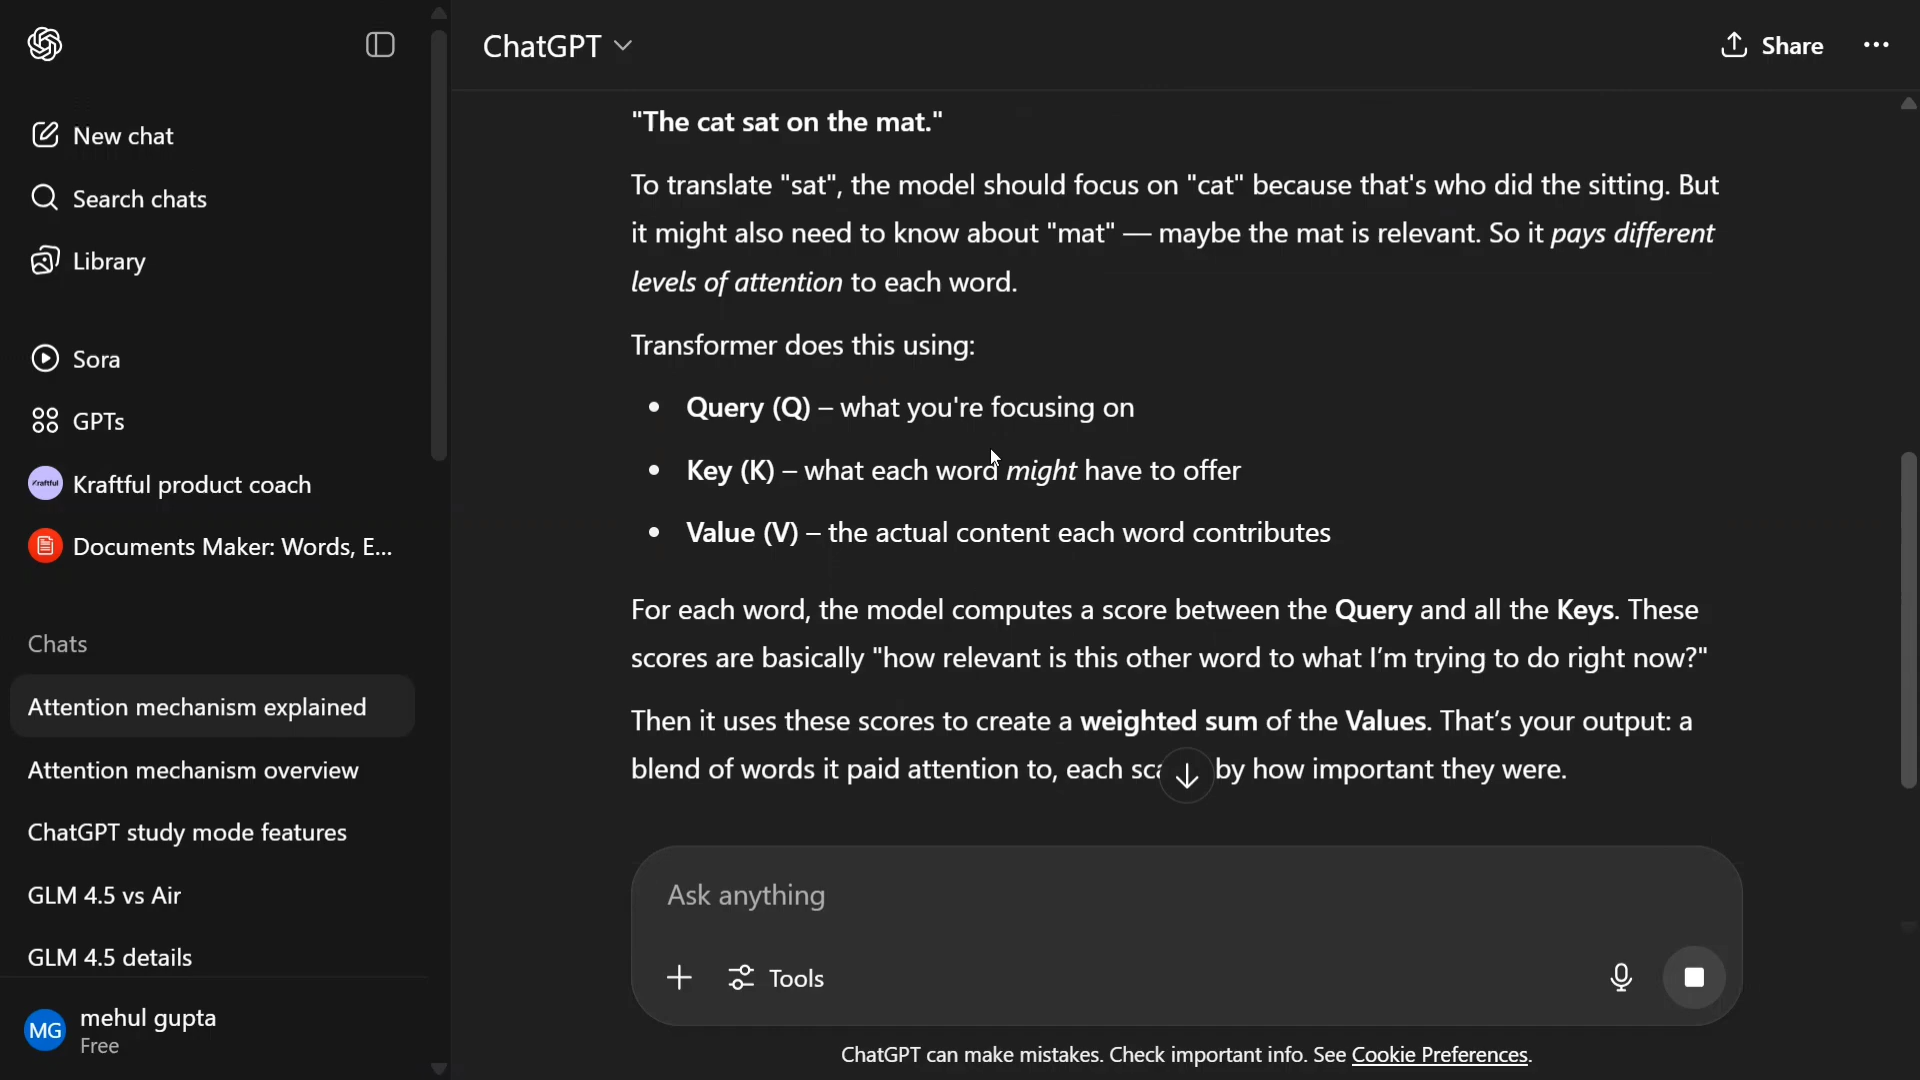 New chat
Search chats
Library
Sora
GPTs
Kraftful product coach
Documents Maker: Words, E...
Chats
Attention mechanism explained
Attention mechanism overview
ChatGPT study mode features
GLM 4.5 vs Air
GLM 4.5 details
MG
mehul gupta
Free
ChatGPT
Share
"The cat sat on the mat."
To translate "sat", the model should focus on "cat" because that's who did the sitting. But
it might also need to know about "mat" — maybe the mat is relevant. So it pays different
levels of attention to each word.
Transformer does this using:
• Query (Q) – what you're focusing on
• Key (K) – what each word might have to offer
• Value (V) – the actual content each word contributes
For each word, the model computes a score between the Query and all the Keys. These
scores are basically "how relevant is this other word to what I’m trying to do right now?"
Then it uses these scores to create a weighted sum of the Values. That’s your output: a
blend of words it paid attention to, each by how important they were.
Ask anything
Tools
ChatGPT can make mistakes. Check important info. See Cookie Preferences.